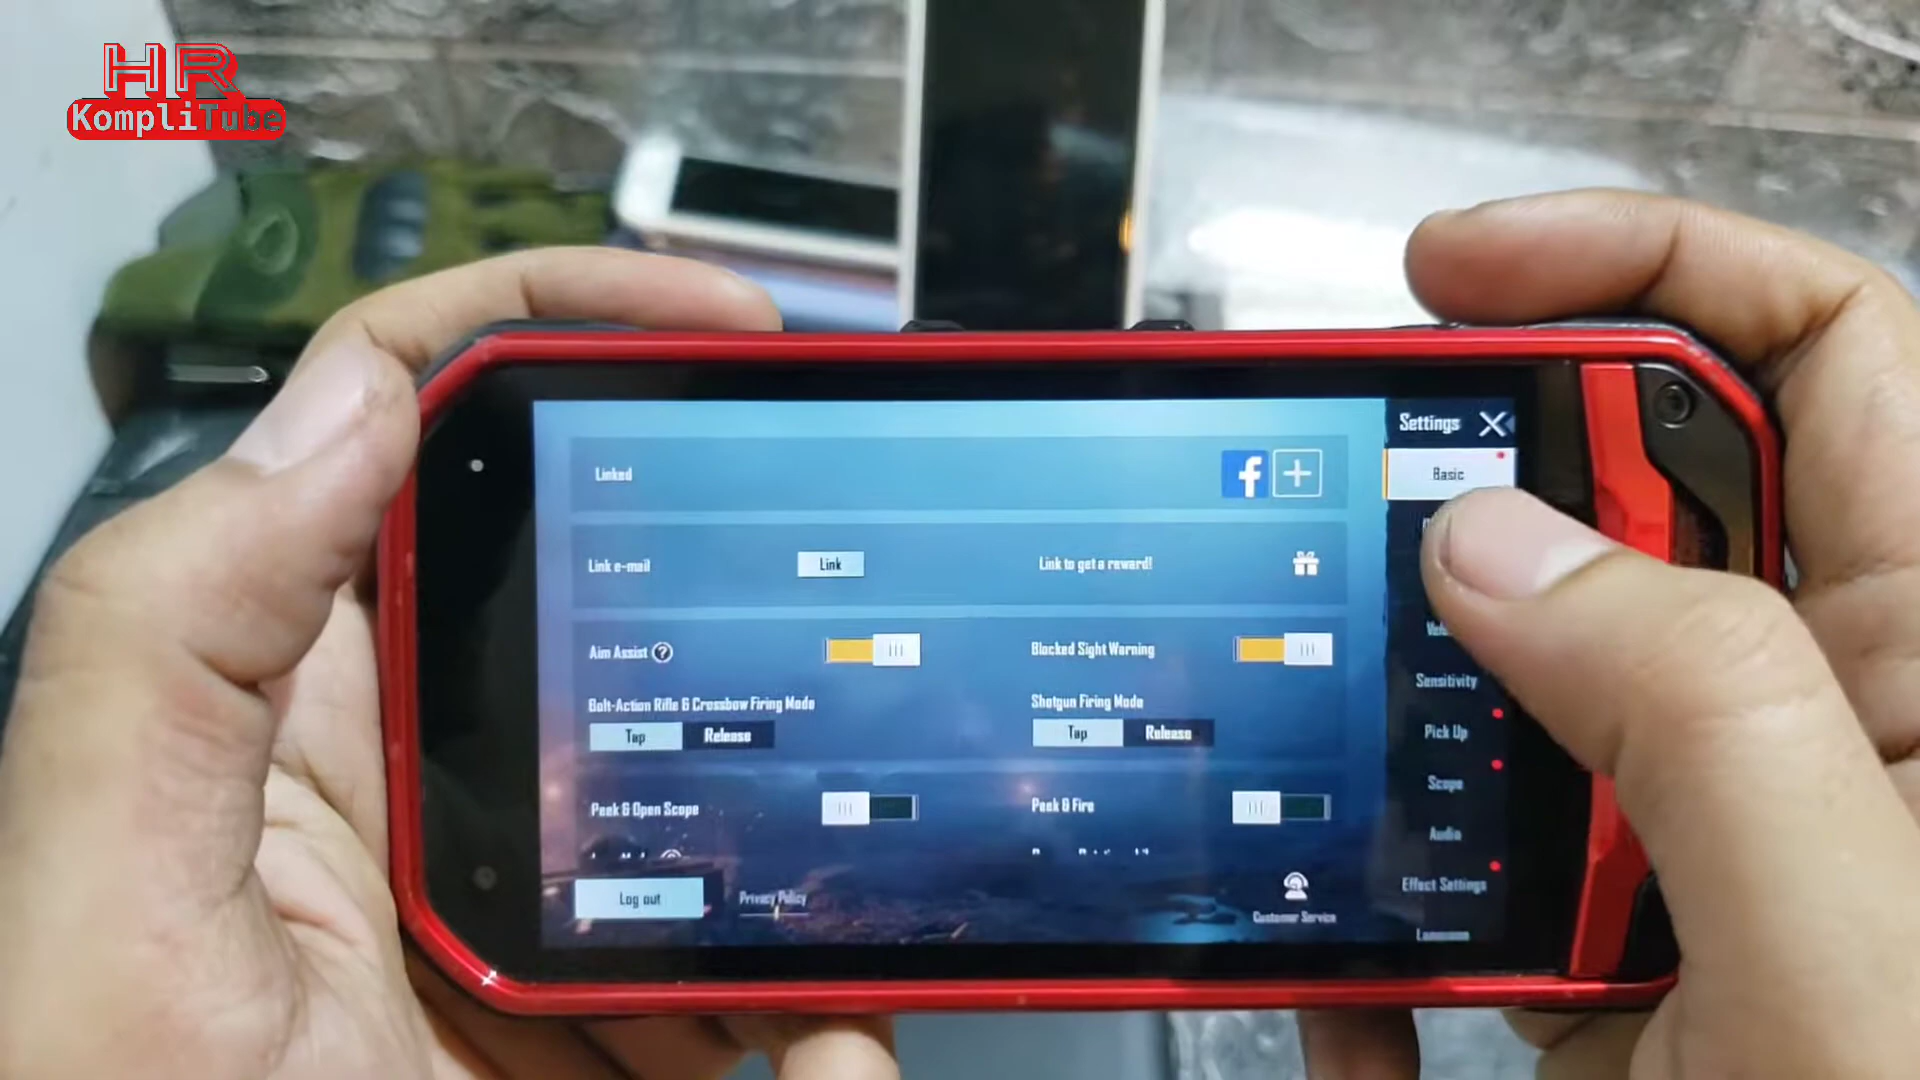 HR
KompliTube
Settings
Basic
Linked
Link e-mail
Link
Link to get a reward!
Aim Assist ?
Blocked Sight Warning
Bolt-Action Rifle & Crossbow Firing Mode
Tap Release
Shotgun Firing Mode
Tap Release
Peek & Open Scope
Peek & Fire
Sensitivity
Pick Up
Scope
Audio
Effect Settings
Language
Log out
Privacy Policy
Customer Service